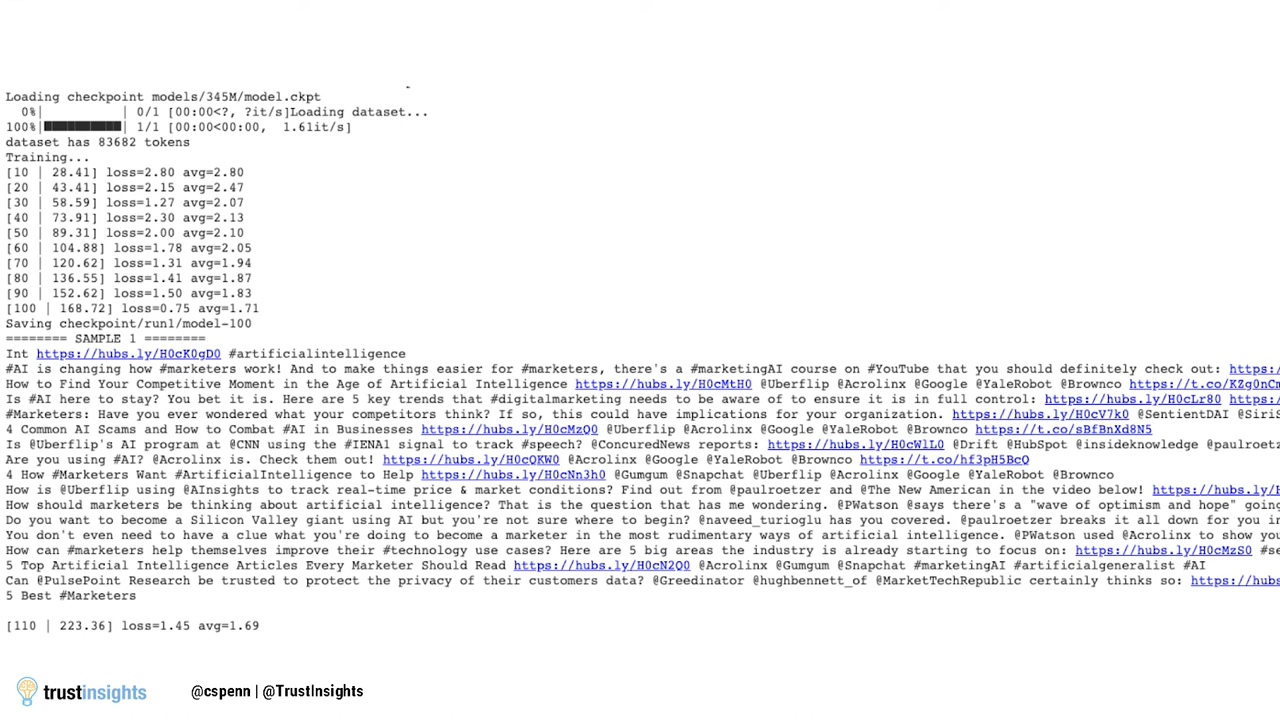 Loading checkpoint models/345M/model.ckpt
0%| | 0/1 [00:00<?, ?it/s]Loading dataset...
100%|██████████| 1/1 [00:00<00:00, 1.61it/s]
dataset has 83682 tokens
Training...
[10 | 28.41] loss=2.80 avg=2.80
[20 | 43.41] loss=2.15 avg=2.47
[30 | 58.59] loss=1.27 avg=2.07
[40 | 73.91] loss=2.30 avg=2.13
[50 | 89.31] loss=2.00 avg=2.10
[60 | 104.88] loss=1.78 avg=2.05
[70 | 120.62] loss=1.31 avg=1.94
[80 | 136.55] loss=1.41 avg=1.87
[90 | 152.62] loss=1.50 avg=1.83
[100 | 168.72] loss=0.75 avg=1.71
Saving checkpoint/run1/model-100
======== SAMPLE 1 ========
Int https://hubs.ly/H0cK0gD0 #artificialintelligence
#AI is changing how #marketers work! And to make things easier for #marketers, there's a #marketingAI course on #YouTube that you should definitely check out: https:/
How to Find Your Competitive Moment in the Age of Artificial Intelligence https://hubs.ly/H0cMtH0 @Uberflip @Acrolinx @Google @YaleRobot @Brownco https://t.co/KZg0nCm
Is #AI here to stay? You bet it is. Here are 5 key trends that #digitalmarketing needs to be aware of to ensure it is in full control: https://hubs.ly/H0cLr80 https:/
#Marketers: Have you ever wondered what your competitors think? If so, this could have implications for your organization. https://hubs.ly/H0cV7k0 @SentientDAI @SiriS
4 Common AI Scams and How to Combat #AI in Businesses https://hubs.ly/H0cMzQ0 @Uberflip @Acrolinx @Google @YaleRobot @Brownco https://t.co/sBfBnXd8N5
Is @Uberflip's AI program at @CNN using the #IENA1 signal to track #speech? @ConcuredNews reports: https://hubs.ly/H0cWlL0 @Drift @HubSpot @insideknowledge @paulroetz
Are you using #AI? @Acrolinx is. Check them out! https://hubs.ly/H0cQKW0 @Acrolinx @Google @YaleRobot @Brownco https://t.co/hf3pH5BcQ
4 How #Marketers Want #ArtificialIntelligence to Help https://hubs.ly/H0cNn3h0 @Gumgum @Snapchat @Uberflip @Acrolinx @Google @YaleRobot @Brownco
How is @Uberflip using @AInsights to track real-time price & market conditions? Find out from @paulroetzer and @The New American in the video below! https://hubs.ly/H
How should marketers be thinking about artificial intelligence? That is the question that has me wondering. @PWatson @says there's a "wave of optimism and hope" going
Do you want to become a Silicon Valley giant using AI but you're not sure where to begin? @naveed_turioglu has you covered. @paulroetzer breaks it all down for you in
You don't even need to have a clue what you're doing to become a marketer in the most rudimentary ways of artificial intelligence. @PWatson used @Acrolinx to show you
How can #marketers help themselves improve their #technology use cases? Here are 5 big areas the industry is already starting to focus on: https://hubs.ly/H0cMzS0 #se
5 Top Artificial Intelligence Articles Every Marketer Should Read https://hubs.ly/H0cN2Q0 @Acrolinx @Gumgum @Snapchat #marketingAI #artificialgeneralist #AI
Can @PulsePoint Research be trusted to protect the privacy of their customers data? @Greedinator @hughbennett_of @MarketTechRepublic certainly thinks so: https://hubs
5 Best #Marketers
[110 | 223.36] loss=1.45 avg=1.69
trustinsights
@cspenn | @TrustInsights